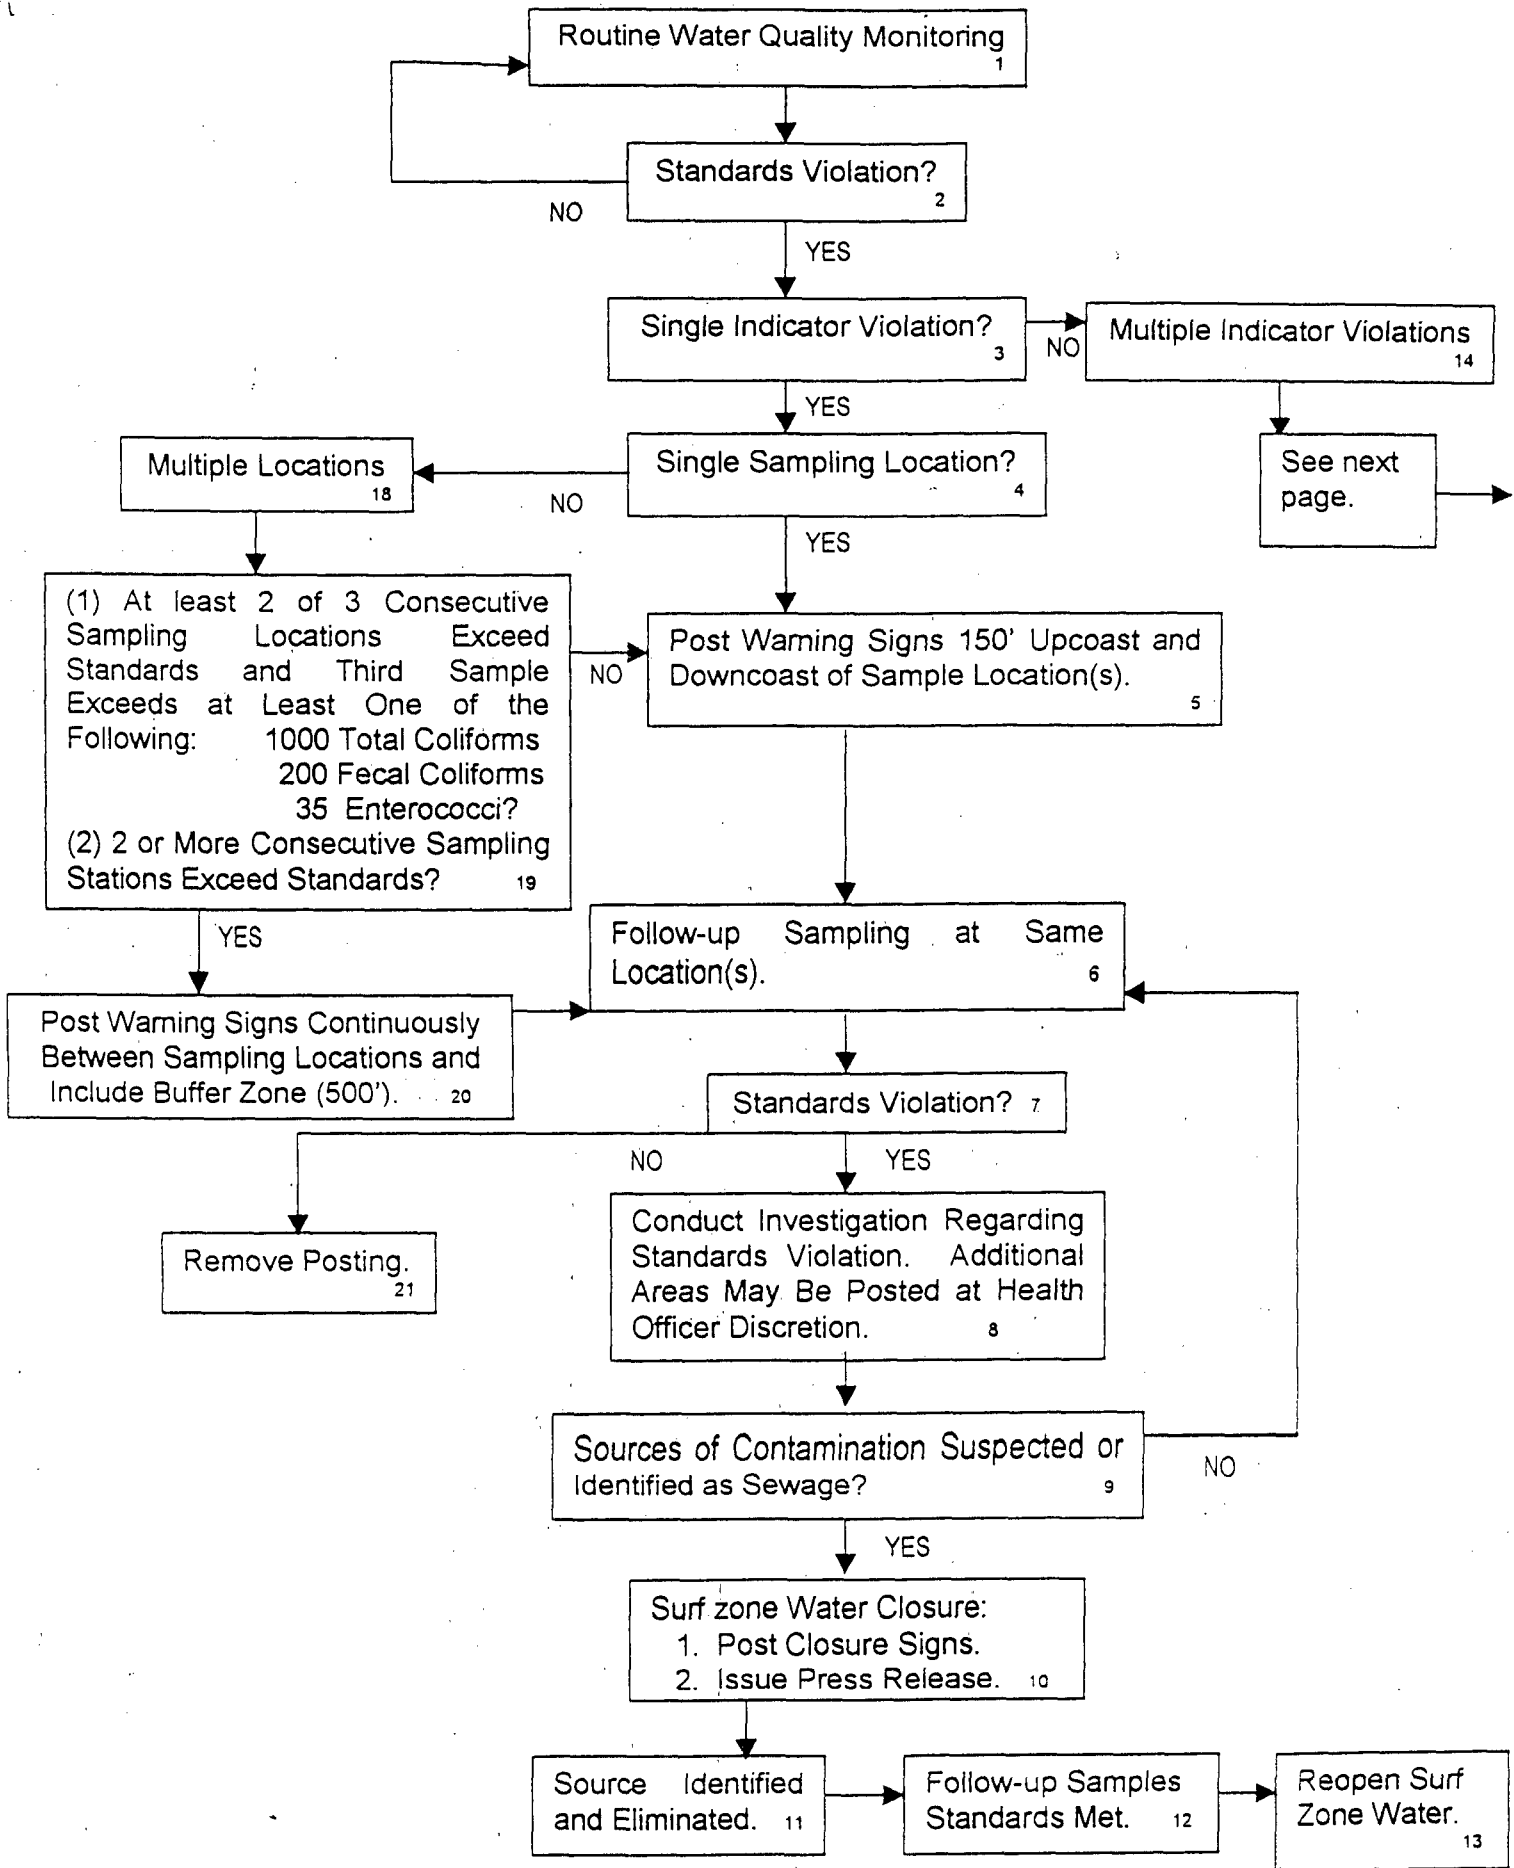 Routine Water Quality Monitoring
1
Standards Violation?
2
NO
YES
Single Indicator Violation?
3
NO
Multiple Indicator Violations
14
YES
Multiple Locations
18
NO
Single Sampling Location?
4
See next
page.
YES
(1) At least 2 of 3 Consecutive
Sampling Locations Exceed
Standards and Third Sample
Exceeds at Least One of the
Following: 1000 Total Coliforms
200 Fecal Coliforms
35 Enterococci?
(2) 2 or More Consecutive Sampling
Stations Exceed Standards? 19
NO
Post Warning Signs 150' Upcoast and
Downcoast of Sample Location(s).
5
YES
Follow-up Sampling at Same
Location(s). 6
Post Warning Signs Continuously
Between Sampling Locations and
Include Buffer Zone (500'). 20
Standards Violation? 7
NO
YES
Remove Posting.
21
Conduct Investigation Regarding
Standards Violation. Additional
Areas May Be Posted at Health
Officer Discretion. 8
Sources of Contamination Suspected or
Identified as Sewage? 9
NO
YES
Surf zone Water Closure:
1. Post Closure Signs.
2. Issue Press Release. 10
Source Identified
and Eliminated. 11
Follow-up Samples
Standards Met. 12
Reopen Surf
Zone Water.
13